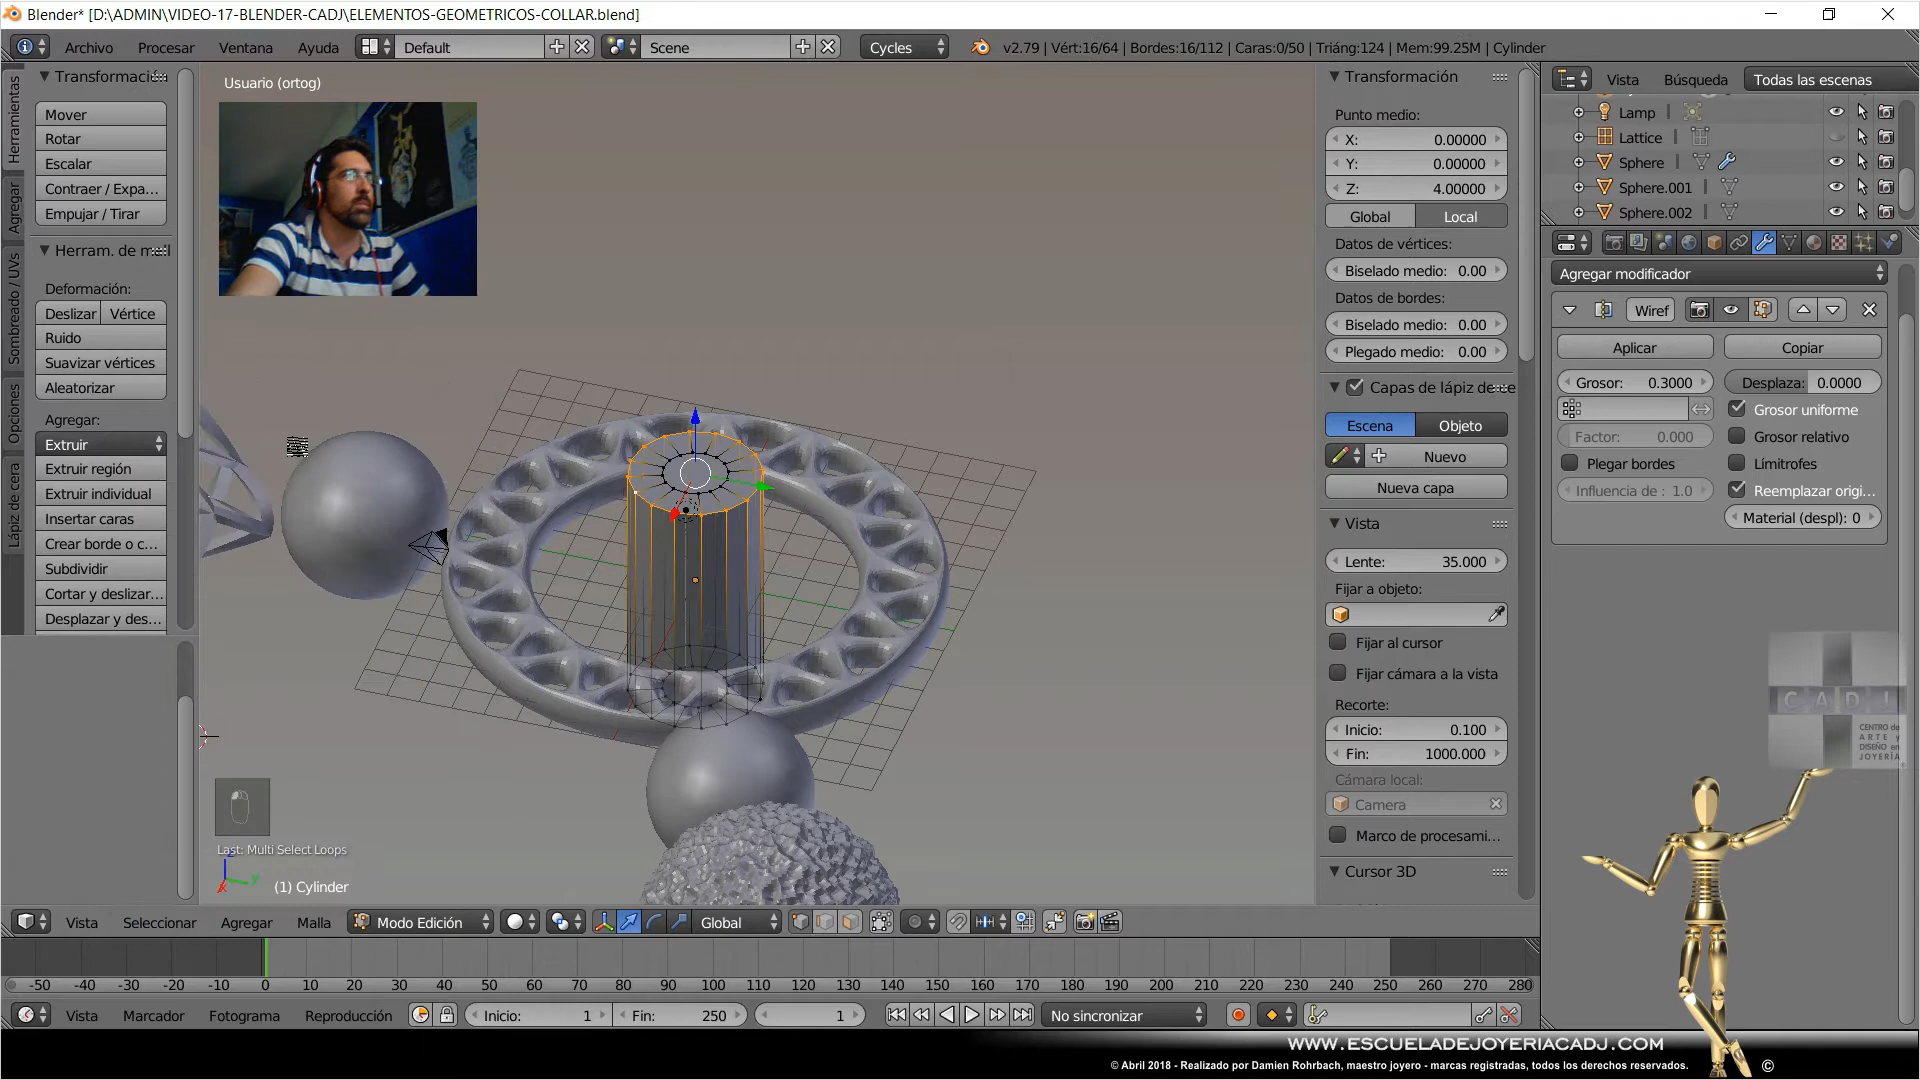 Blender* [D:\ADMIN\VIDEO-17-BLENDER-CADJ\ELEMENTOS-GEOMETRICOS-COLLAR.blend]
Archivo Procesar Ventana Ayuda Default Scene Cycles v2.79 | Vért:16/64 | Bordes:16/112 | Caras:0/50 | Triáng:124 | Mem:99.25M | Cylinder
Herramientas
Agregar
Sombreado / UVs
Opciones
Lápiz de cera
Transformación
Mover
Rotar
Escalar
Contraer / Expa...
Empujar / Tirar
Herram. de m
Deformación:
Deslizar Vértice
Ruido
Suavizar vértices
Aleatorizar
Agregar:
Extruir
Extruir región
Extruir individual
Insertar caras
Crear borde o c...
Subdividir
Cortar y deslizar...
Desplazar y des...
Usuario (ortog)
Last: Multi Select Loops
(1) Cylinder
Transformación
Punto medio:
X: 0.00000
Y: 0.00000
Z: 4.00000
Global Local
Datos de vértices:
Biselado medio: 0.00
Datos de bordes:
Biselado medio: 0.00
Plegado medio: 0.00
Capas de lápiz de
Escena Objeto
Nuevo
Nueva capa
Vista
Lente: 35.000
Fijar a objeto:
Fijar al cursor
Fijar cámara a la vista
Recorte:
Inicio: 0.100
Fin: 1000.000
Cámara local:
Camera
Marco de procesami...
Cursor 3D
Vista Búsqueda Todas las escenas
Lamp
Lattice
Sphere
Sphere.001
Sphere.002
Agregar modificador
Wiref
Aplicar Copiar
Grosor: 0.3000 Desplaza: 0.0000
Grosor uniforme
Factor: 0.000 Grosor relativo
Plegar bordes Límitrofes
Influencia de : 1.0 Reemplazar origi...
Material (despl): 0
CADJ
CENTRO de
ARTE y
DISEÑO en
JOYERÍA
Vista Seleccionar Agregar Malla Modo Edición Global
-50 -40 -30 -20 -10 0 10 20 30 40 50 60 70 80 90 100 110 120 130 140 150 160 170 180 190 200 210 220 230 240 250 260 270 280
Vista Marcador Fotograma Reproducción Inicio: 1 Fin: 250 1 No sincronizar
WWW.ESCUELADEJOYERIACADJ.COM
© Abril 2018 - Realizado por Damien Rohrbach, maestro joyero - marcas registradas, todos los derechos reservados. ©